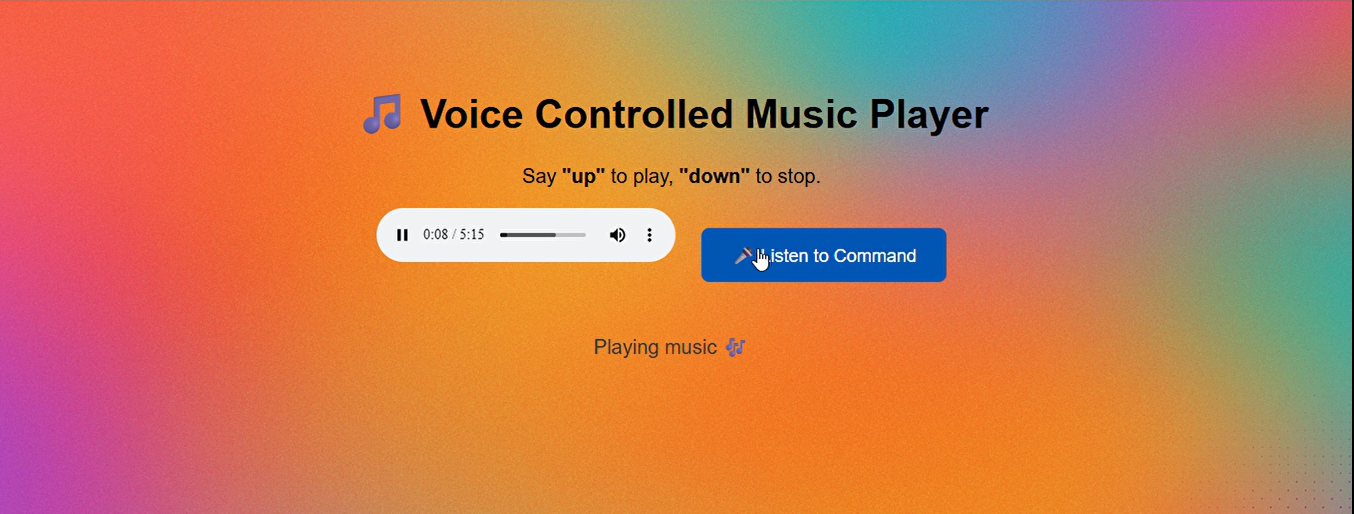 🎵 Voice Controlled Music Player
Say "up" to play, "down" to stop.
0:08 / 5:15
🎤 Listen to Command
Playing music 🎶